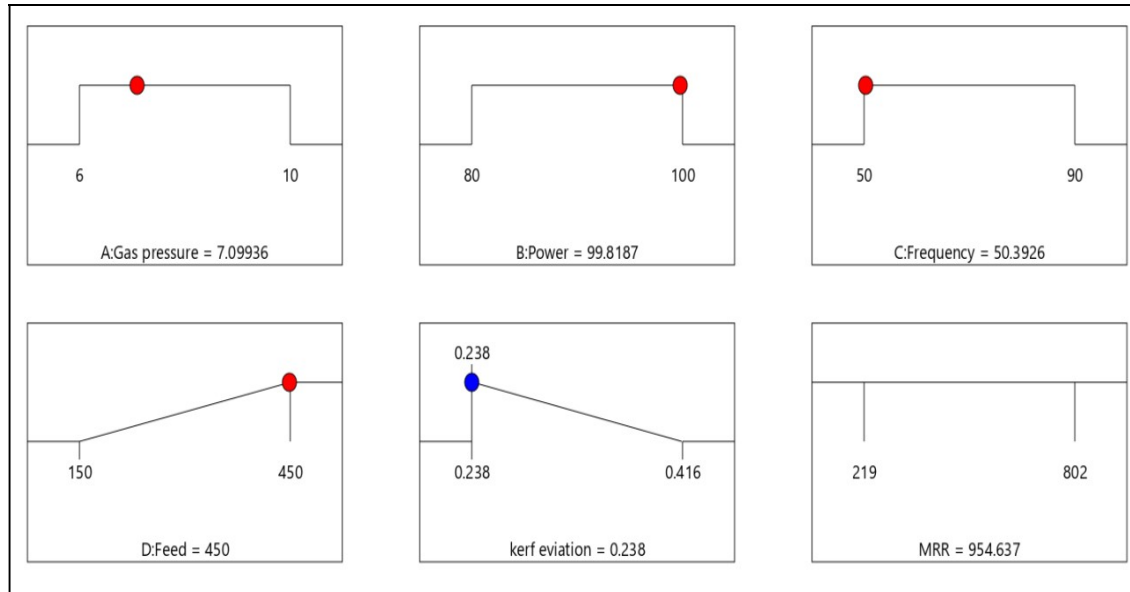 6 10
A:Gas pressure = 7.09936
80 100
B:Power = 99.8187
50 90
C:Frequency = 50.3926
150 450
D:Feed = 450
0.238
0.238 0.416
kerf eviation = 0.238
219 802
MRR = 954.637